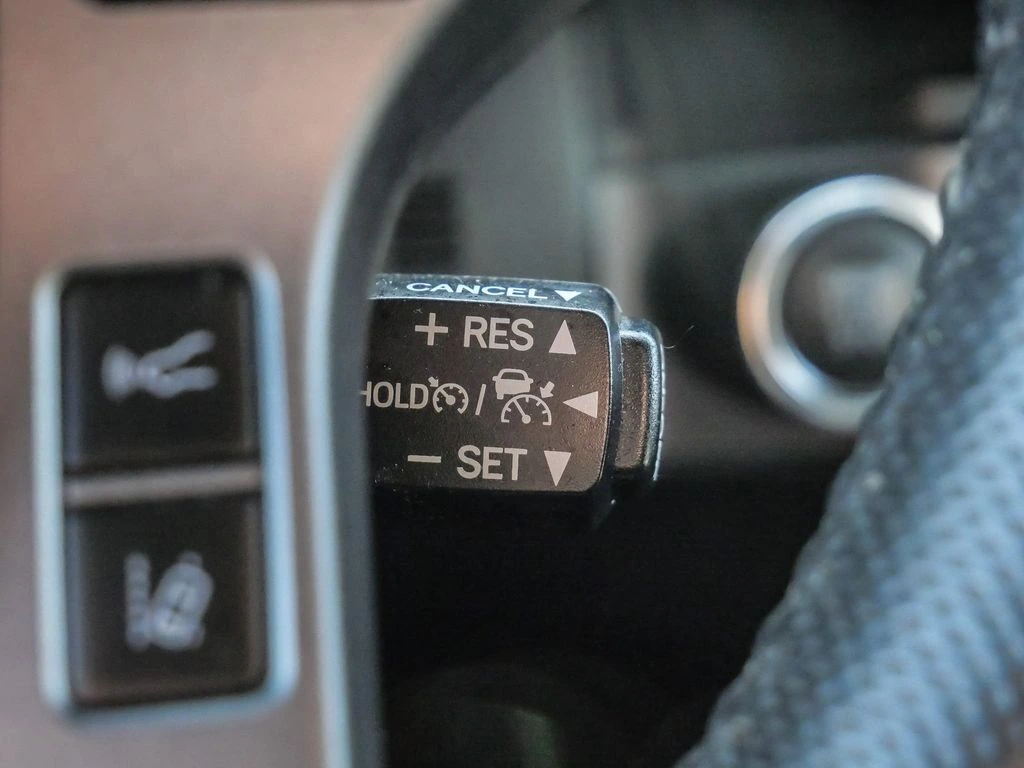 CANCEL ▼
+ RES ▲
HOLD / ◀
− SET ▼